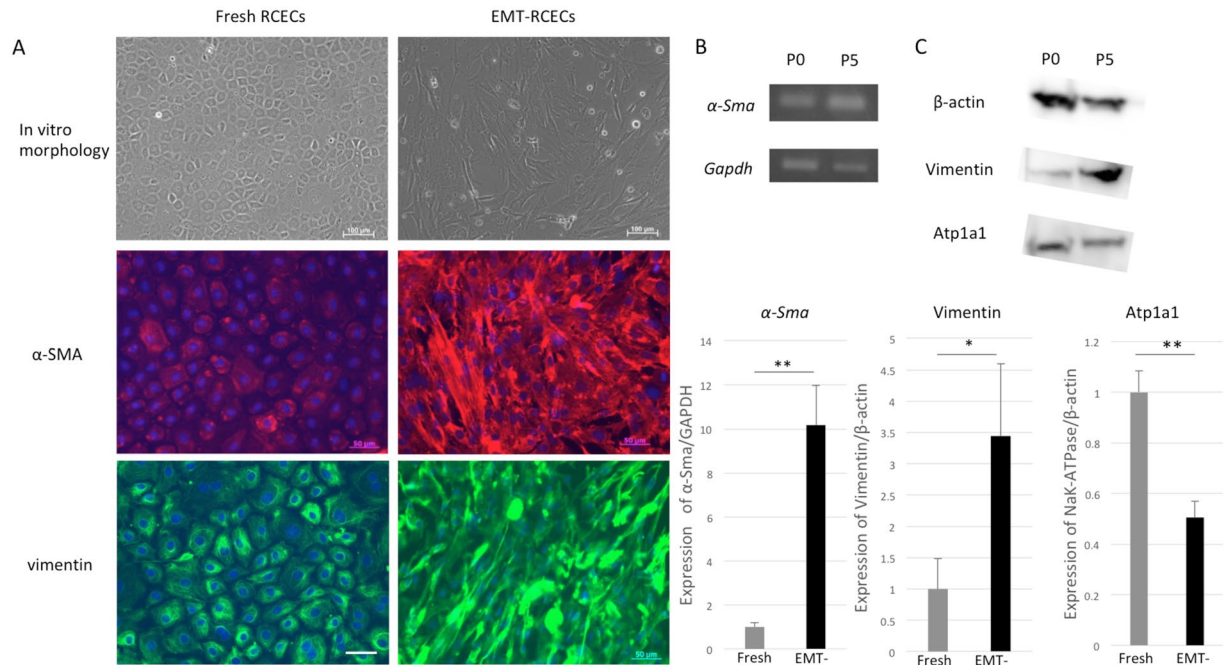 Fresh RCECs
EMT-RCECs
A
In vitro
morphology
100 μm
100 μm
α-SMA
50 μm
50 μm
vimentin
50 μm
B
P0 P5
α-Sma
Gapdh
C
P0 P5
β-actin
Vimentin
Atp1a1
α-Sma
Expression of α-Sma/GAPDH
14
12
10
8
6
4
2
0
**
Fresh EMT-
Vimentin
Expression of Vimentin/β-actin
5
4.5
4
3.5
3
2.5
2
1.5
1
0.5
0
*
Fresh EMT-
Atp1a1
Expression of NaK-ATPase/β-actin
1.2
1
0.8
0.6
0.4
0.2
0
**
Fresh EMT-